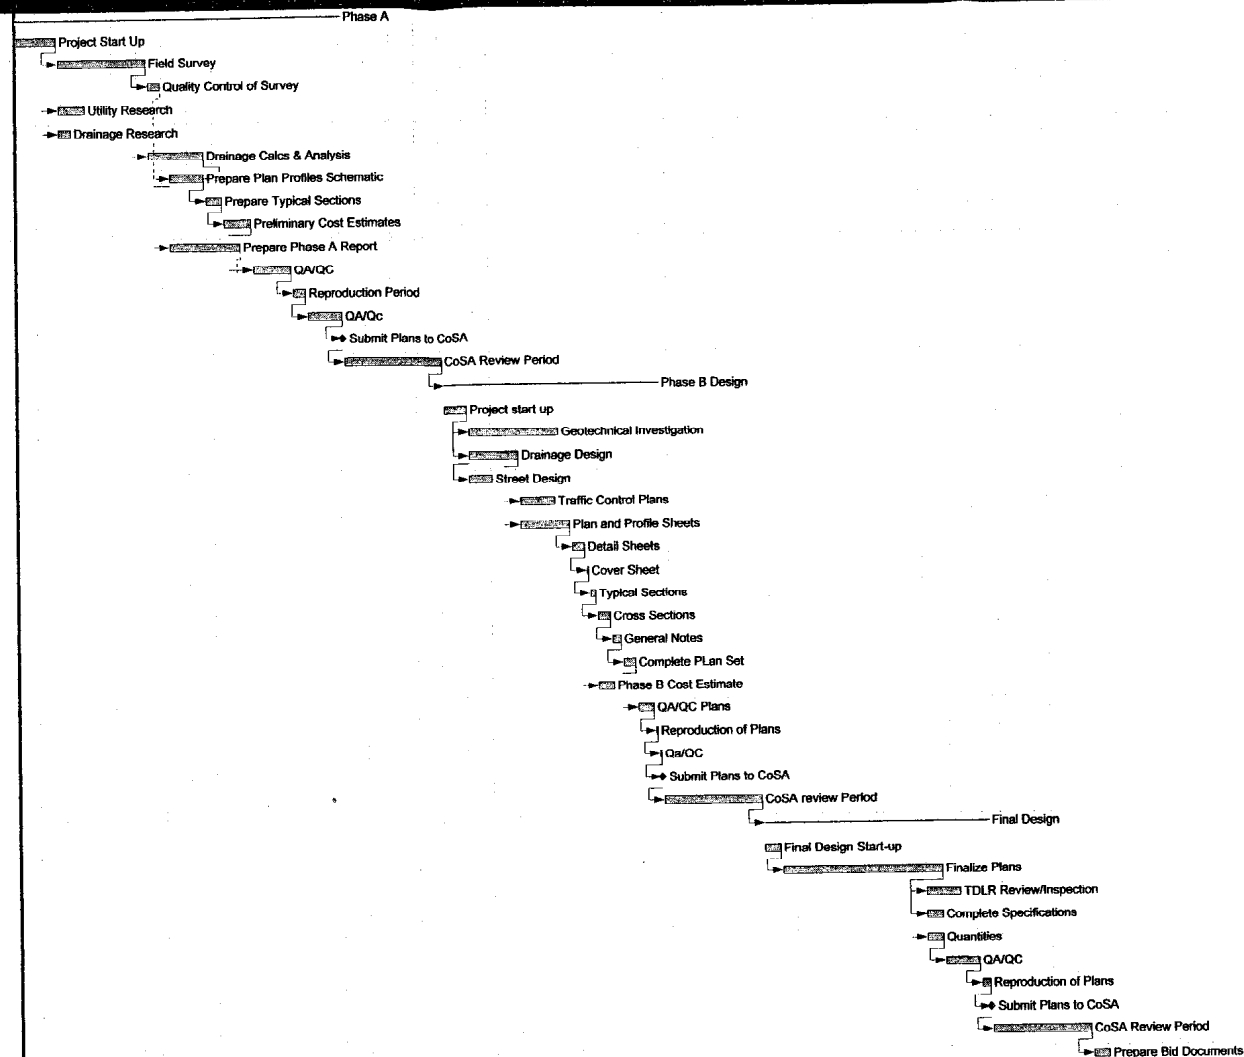 Phase A
Project Start Up
Field Survey
Quality Control of Survey
Utility Research
Drainage Research
Drainage Calcs & Analysis
Prepare Plan Profiles Schematic
Prepare Typical Sections
Preliminary Cost Estimates
Prepare Phase A Report
QA/QC
Reproduction Period
QA/Qc
Submit Plans to CoSA
CoSA Review Period
Phase B Design
Project start up
Geotechnical Investigation
Drainage Design
Street Design
Traffic Control Plans
Plan and Profile Sheets
Detail Sheets
Cover Sheet
Typical Sections
Cross Sections
General Notes
Complete PLan Set
Phase B Cost Estimate
QA/QC Plans
Reproduction of Plans
Qa/QC
Submit Plans to CoSA
CoSA review Period
Final Design
Final Design Start-up
Finalize Plans
TDLR Review/Inspection
Complete Specifications
Quantities
QA/QC
Reproduction of Plans
Submit Plans to CoSA
CoSA Review Period
Prepare Bid Documents